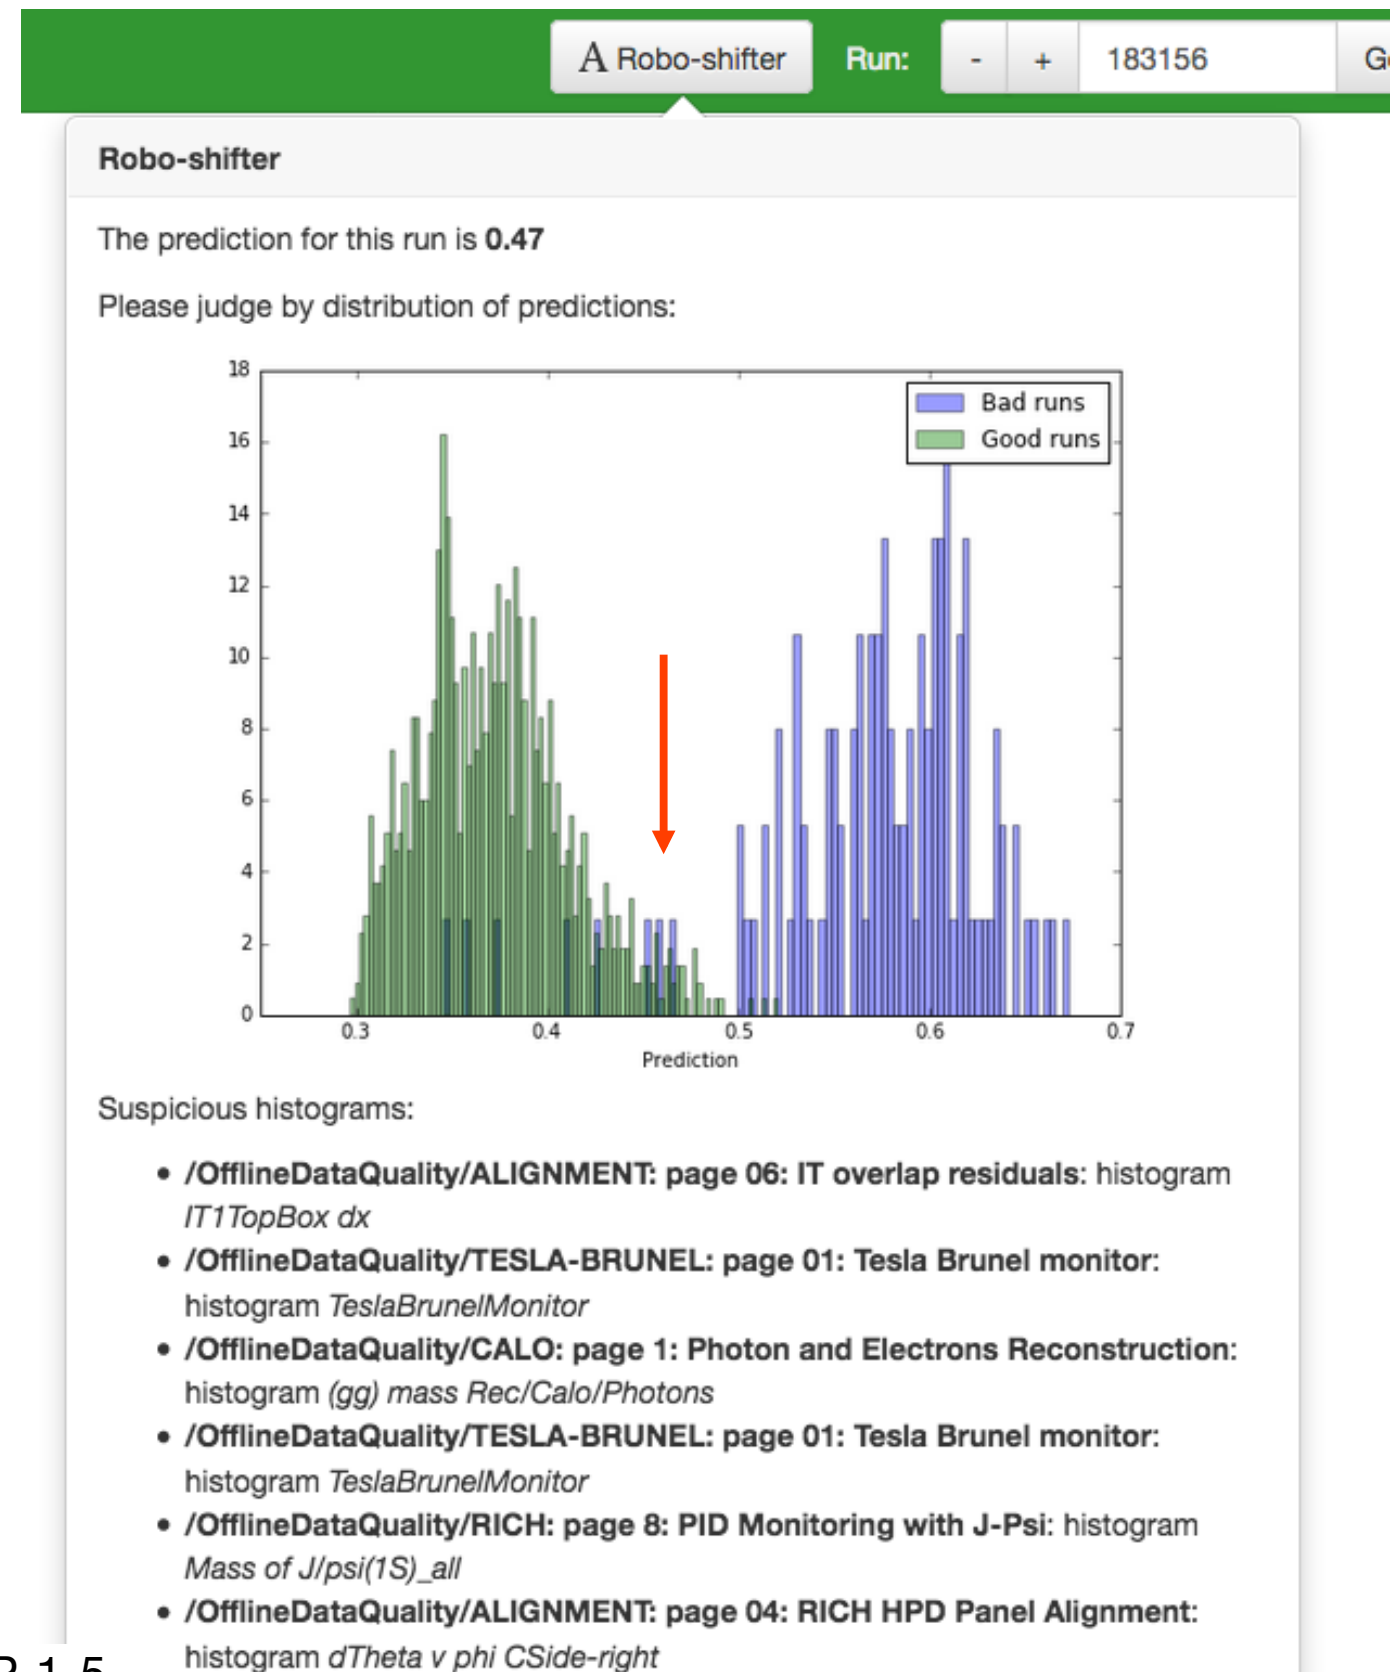 A Robo-shifter Run: - + 183156
Robo-shifter
The prediction for this run is 0.47
Please judge by distribution of predictions:
18
16
14
12
10
8
6
4
2
0
Bad runs
Good runs
0.3 0.4 0.5 0.6 0.7
Prediction
Suspicious histograms:
• /OfflineDataQuality/ALIGNMENT: page 06: IT overlap residuals: histogram
IT1TopBox dx
• /OfflineDataQuality/TESLA-BRUNEL: page 01: Tesla Brunel monitor:
histogram TeslaBrunelMonitor
• /OfflineDataQuality/CALO: page 1: Photon and Electrons Reconstruction:
histogram (gg) mass Rec/Calo/Photons
• /OfflineDataQuality/TESLA-BRUNEL: page 01: Tesla Brunel monitor:
histogram TeslaBrunelMonitor
• /OfflineDataQuality/RICH: page 8: PID Monitoring with J-Psi: histogram
Mass of J/psi(1S)_all
• /OfflineDataQuality/ALIGNMENT: page 04: RICH HPD Panel Alignment:
histogram dTheta v phi CSide-right